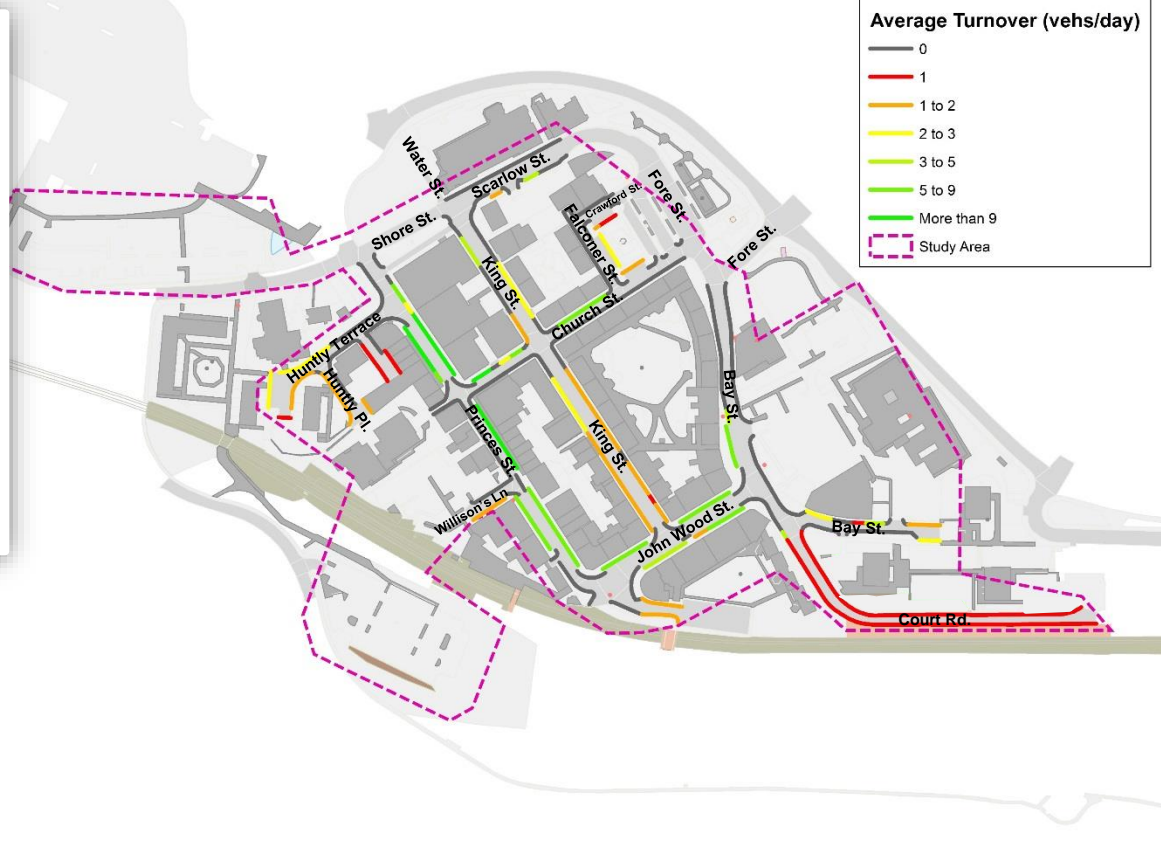 Average Turnover (vehs/day)
0
1
1 to 2
2 to 3
3 to 5
5 to 9
More than 9
Study Area
Water St.
Scarlow St.
Shore St.
Crawford St.
Fore St.
Falconer St.
Fore St.
King St.
Church St.
Huntly Terrace
Huntly Pl.
Bay St.
Princes St.
King St.
Willison's Ln
John Wood St.
Bay St.
Court Rd.